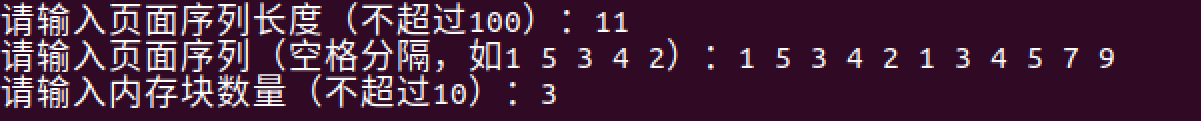 请输入页面序列长度（不超过100）：11
请输入页面序列（空格分隔，如1 5 3 4 2）：1 5 3 4 2 1 3 4 5 7 9
请输入内存块数量（不超过10）：3